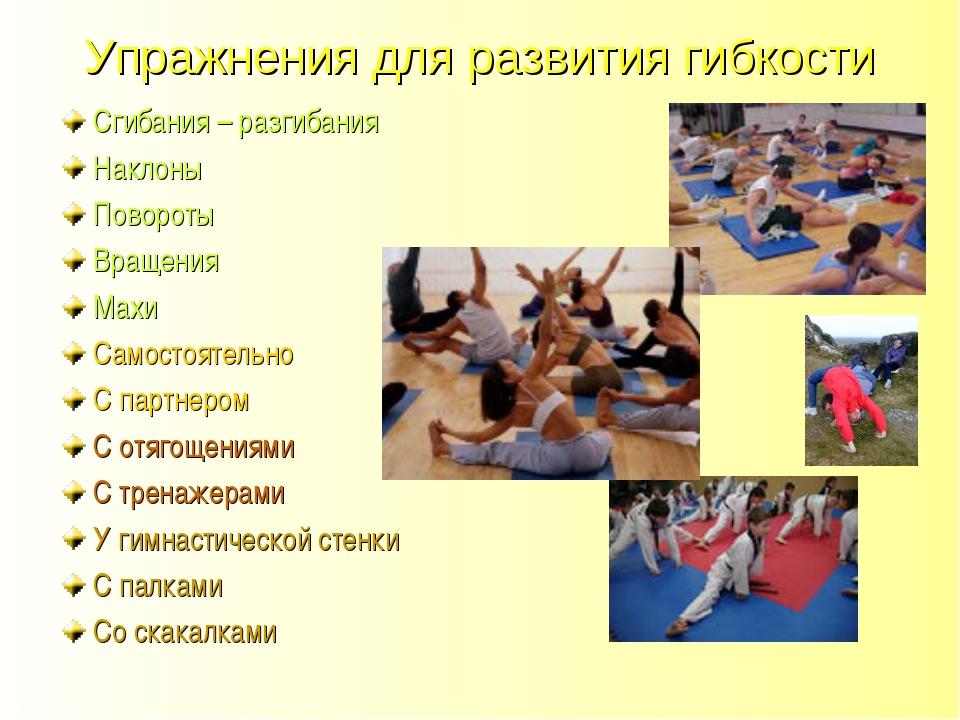 Упражнения для развития гибкости
Сгибания – разгибания
Наклоны
Повороты
Вращения
Махи
Самостоятельно
С партнером
С отягощениями
С тренажерами
У гимнастической стенки
С палками
Со скакалками